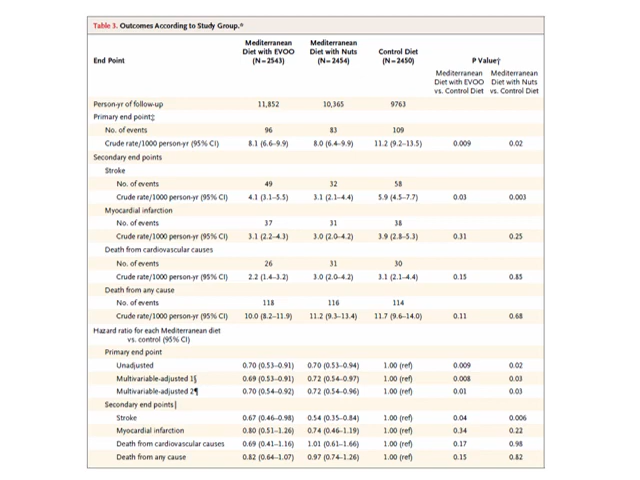 Table 3. Outcomes According to Study Group.*
End Point Mediterranean Diet with EVOO (N=2543) Mediterranean Diet with Nuts (N=2454) Control Diet (N=2450) P Value†
Mediterranean Diet with EVOO vs. Control Diet Mediterranean Diet with Nuts vs. Control Diet
Person-yr of follow-up 11,852 10,365 9763
Primary end point‡
No. of events 96 83 109
Crude rate/1000 person-yr (95% CI) 8.1 (6.6–9.9) 8.0 (6.4–9.9) 11.2 (9.2–13.5) 0.009 0.02
Secondary end points
Stroke
No. of events 49 32 58
Crude rate/1000 person-yr (95% CI) 4.1 (3.1–5.5) 3.1 (2.1–4.4) 5.9 (4.5–7.7) 0.03 0.003
Myocardial infarction
No. of events 37 31 38
Crude rate/1000 person-yr (95% CI) 3.1 (2.2–4.3) 3.0 (2.0–4.2) 3.9 (2.8–5.3) 0.31 0.25
Death from cardiovascular causes
No. of events 26 31 30
Crude rate/1000 person-yr (95% CI) 2.2 (1.4–3.2) 3.0 (2.0–4.2) 3.1 (2.1–4.4) 0.15 0.85
Death from any cause
No. of events 118 116 114
Crude rate/1000 person-yr (95% CI) 10.0 (8.2–11.9) 11.2 (9.3–13.4) 11.7 (9.6–14.0) 0.11 0.68
Hazard ratio for each Mediterranean diet
vs. control (95% CI)
Primary end point
Unadjusted 0.70 (0.53–0.91) 0.70 (0.53–0.94) 1.00 (ref) 0.009 0.02
Multivariable-adjusted 1§ 0.69 (0.53–0.91) 0.72 (0.54–0.97) 1.00 (ref) 0.008 0.03
Multivariable-adjusted 2¶ 0.70 (0.54–0.92) 0.72 (0.54–0.96) 1.00 (ref) 0.01 0.03
Secondary end points‖
Stroke 0.67 (0.46–0.98) 0.54 (0.35–0.84) 1.00 (ref) 0.04 0.006
Myocardial infarction 0.80 (0.51–1.26) 0.74 (0.46–1.19) 1.00 (ref) 0.34 0.22
Death from cardiovascular causes 0.69 (0.41–1.16) 1.01 (0.61–1.66) 1.00 (ref) 0.17 0.98
Death from any cause 0.82 (0.64–1.07) 0.97 (0.74–1.26) 1.00 (ref) 0.15 0.82